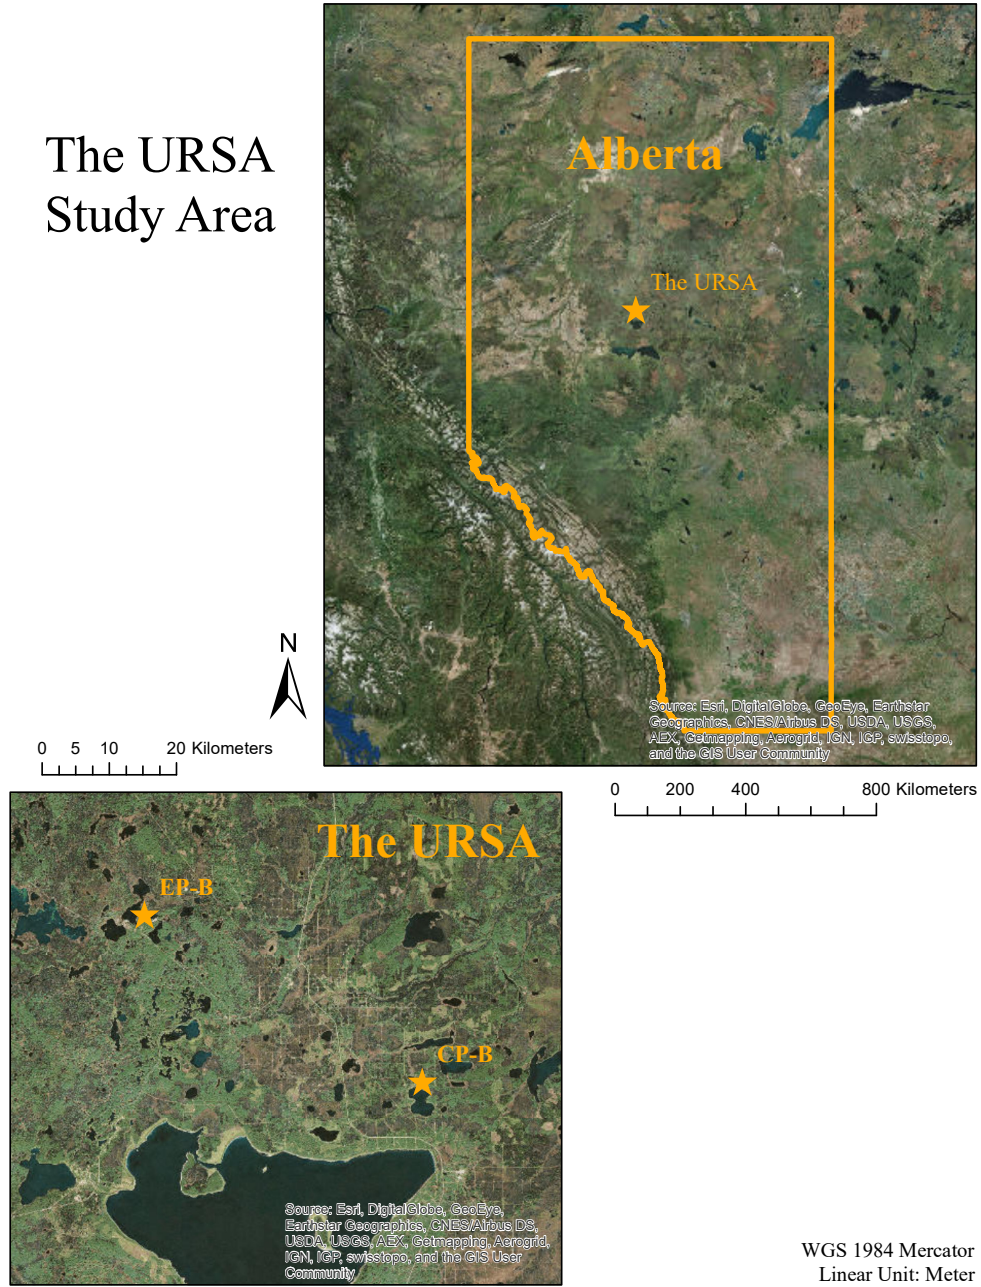 The URSA
Study Area
Alberta
The URSA
N
Source: Esri, DigitalGlobe, GeoEye, Earthstar
Geographics, CNES/Airbus DS, USDA, USGS,
AEX, Getmapping, Aerogrid, IGN, IGP, swisstopo,
and the GIS User Community
0 5 10 20 Kilometers
0 200 400 800 Kilometers
The URSA
EP-B
CP-B
Source: Esri, DigitalGlobe, GeoEye,
Earthstar Geographics, CNES/Airbus DS,
USDA, USGS, AEX, Getmapping, Aerogrid,
IGN, IGP, swisstopo, and the GIS User
Community
WGS 1984 Mercator
Linear Unit: Meter